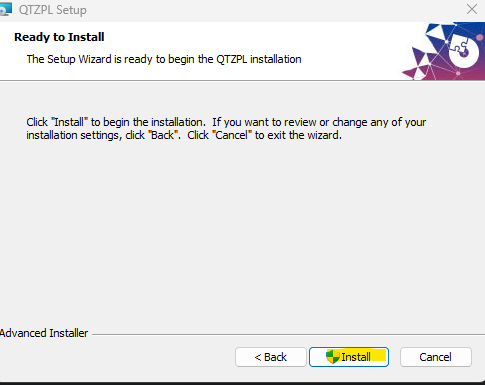 QTZPL Setup
Ready to Install
The Setup Wizard is ready to begin the QTZPL installation
Click "Install" to begin the installation.  If you want to review or change any of your
installation settings, click "Back".  Click "Cancel" to exit the wizard.
Advanced Installer
< Back
Install
Cancel